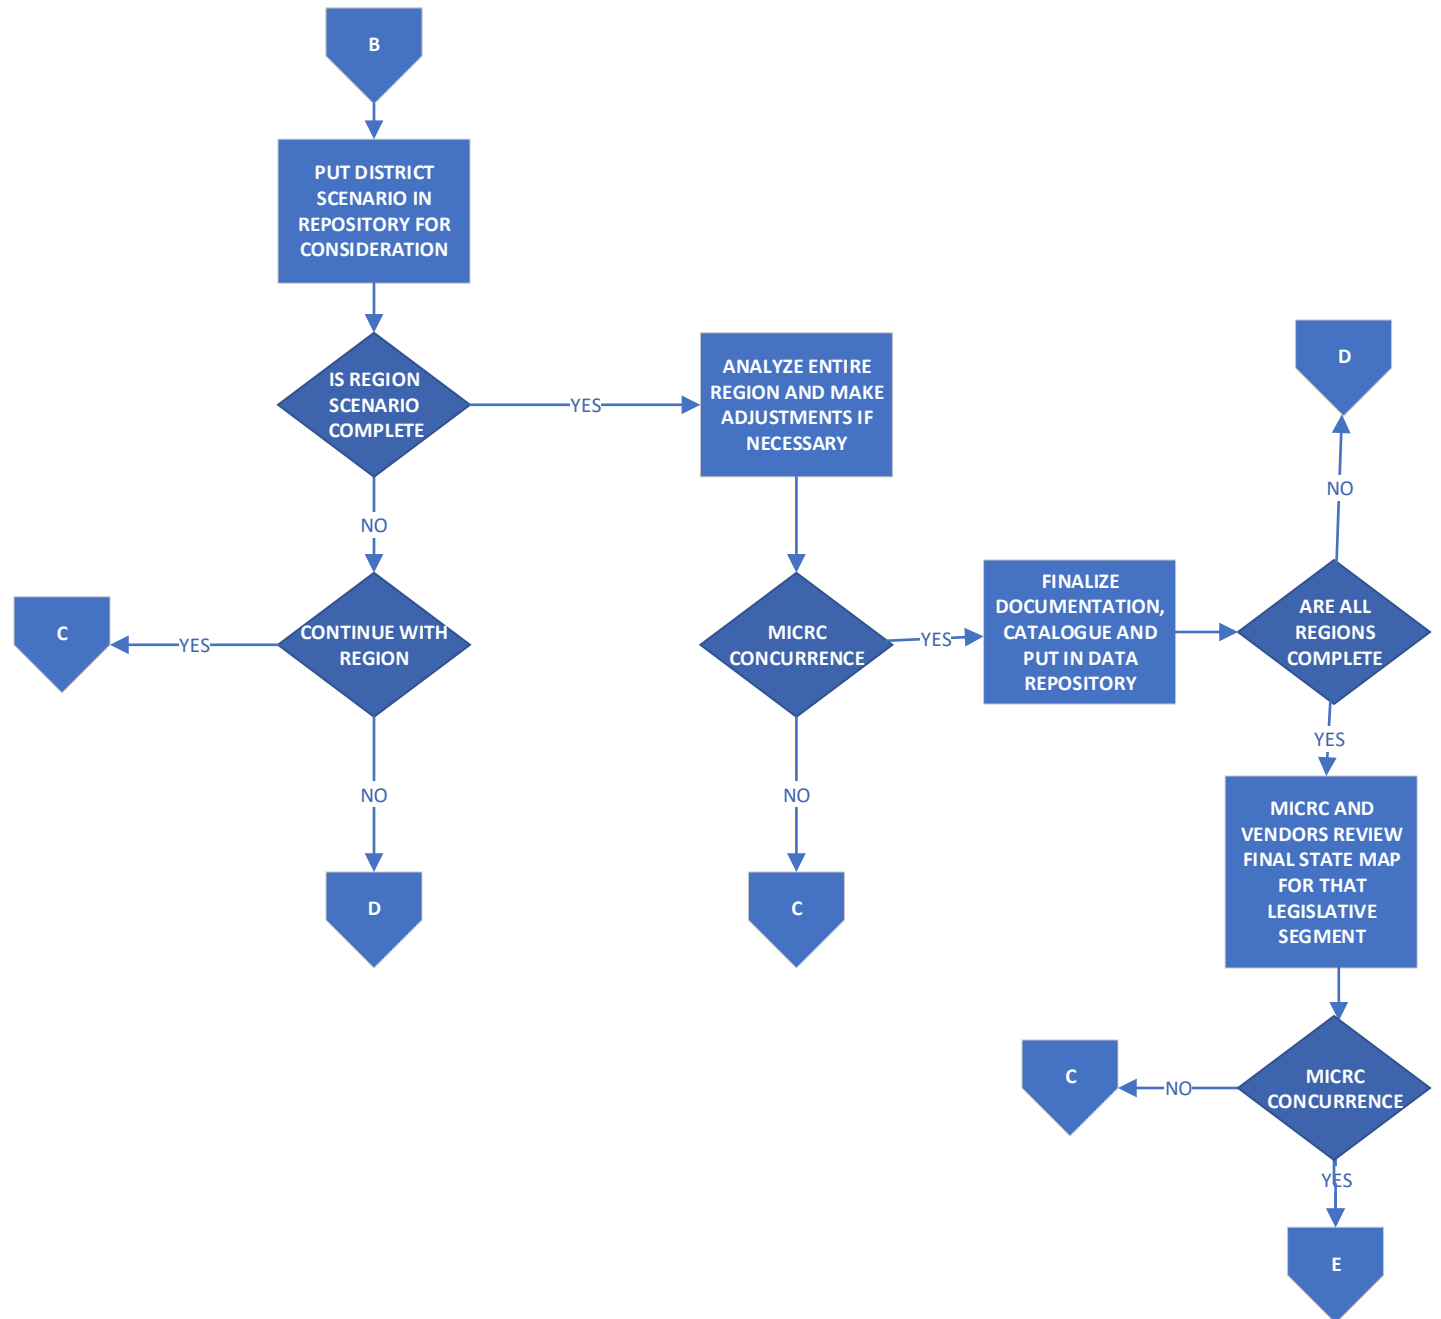 B
PUT DISTRICT
SCENARIO IN
REPOSITORY FOR
CONSIDERATION
IS REGION
SCENARIO
COMPLETE
YES
ANALYZE ENTIRE
REGION AND MAKE
ADJUSTMENTS IF
NECESSARY
D
NO
NO
C
YES
CONTINUE WITH
REGION
MICRC
CONCURRENCE
YES
FINALIZE
DOCUMENTATION,
CATALOGUE AND
PUT IN DATA
REPOSITORY
ARE ALL
REGIONS
COMPLETE
YES
NO
D
NO
C
MICRC AND
VENDORS REVIEW
FINAL STATE MAP
FOR THAT
LEGISLATIVE
SEGMENT
C
NO
MICRC
CONCURRENCE
YES
E